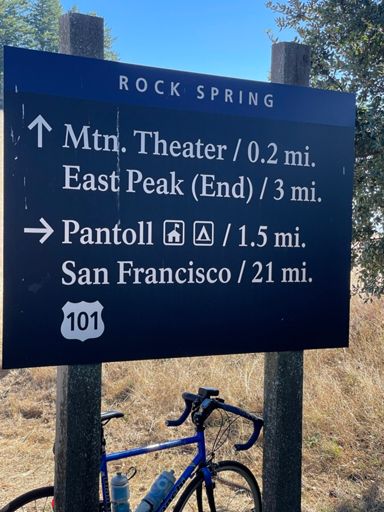 ROCK SPRING
↑ Mtn. Theater / 0.2 mi.
East Peak (End) / 3 mi.
→ Pantoll / 1.5 mi.
San Francisco / 21 mi.
101